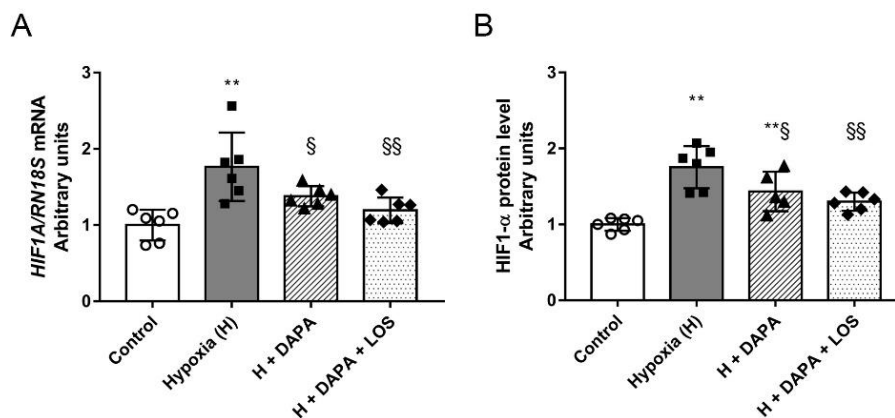 A
HIF1A/RN18S mRNA
Arbitrary units
3
2
1
0
**
§
§§
Control
Hypoxia (H)
H + DAPA
H + DAPA + LOS
B
HIF1-α protein level
Arbitrary units
3
2
1
0
**
**§
§§
Control
Hypoxia (H)
H + DAPA
H + DAPA + LOS